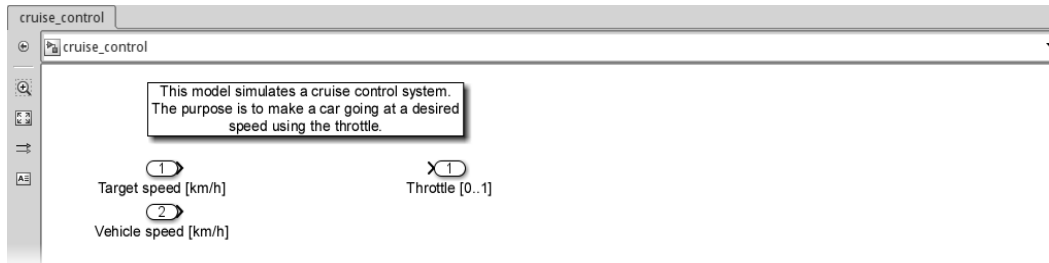 cruise_control
cruise_control
This model simulates a cruise control system.
The purpose is to make a car going at a desired
speed using the throttle.
1
1
Target speed [km/h]
Throttle [0..1]
2
Vehicle speed [km/h]